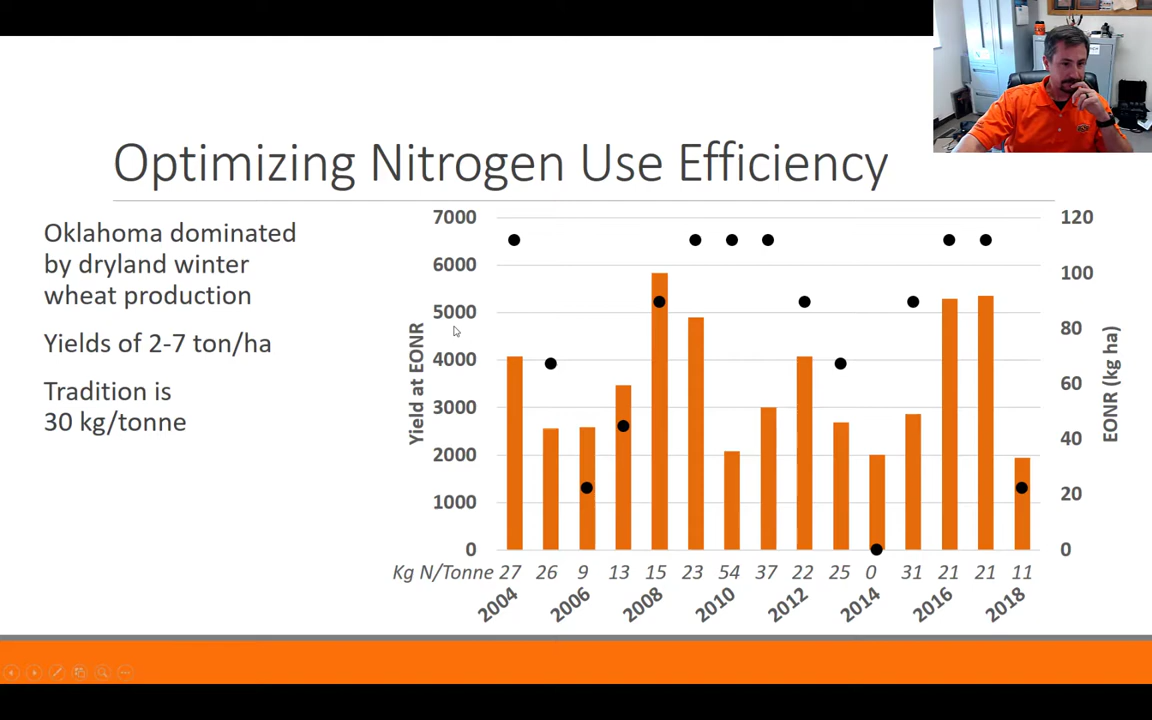 Optimizing Nitrogen Use Efficiency
Oklahoma dominated
by dryland winter
wheat production
Yields of 2-7 ton/ha
Tradition is
30 kg/tonne
Yield at EONR
7000
6000
5000
4000
3000
2000
1000
0
120
100
80
60
40
20
0
EONR (kg ha)
Kg N/Tonne 27 26 9 13 15 23 54 37 22 25 0 31 21 21 11
2004 2006 2008 2010 2012 2014 2016 2018